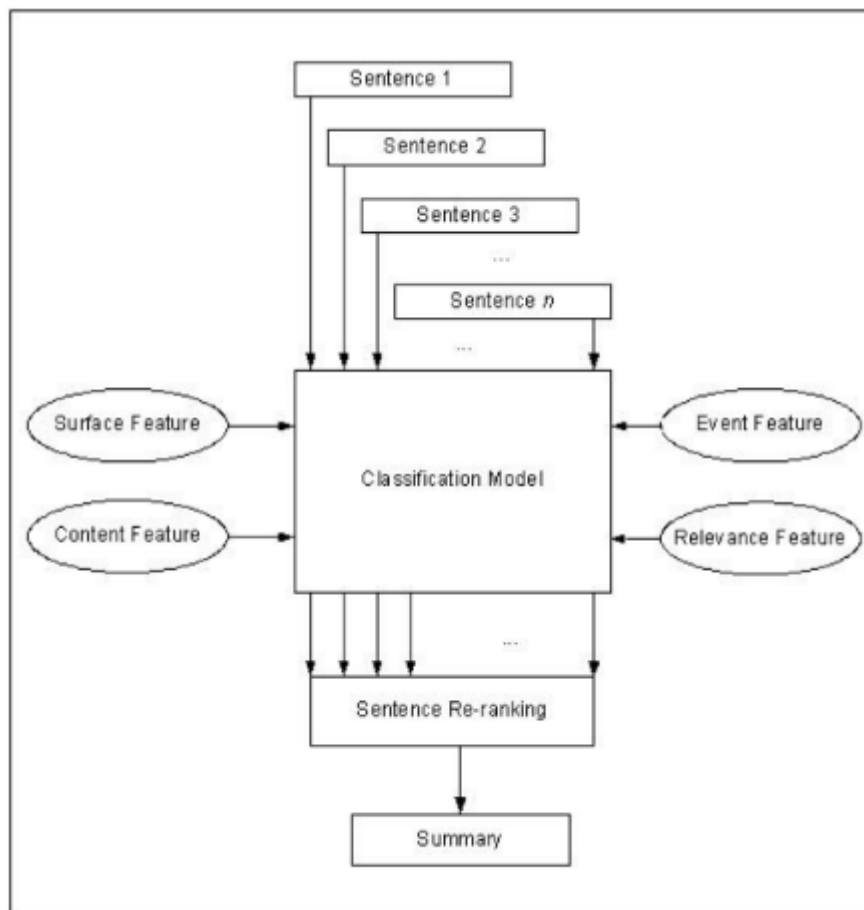 Sentence 1
Sentence 2
Sentence 3
...
Sentence n
...
Surface Feature
Event Feature
Classification Model
Content Feature
Relevance Feature
...
Sentence Re-ranking
Summary